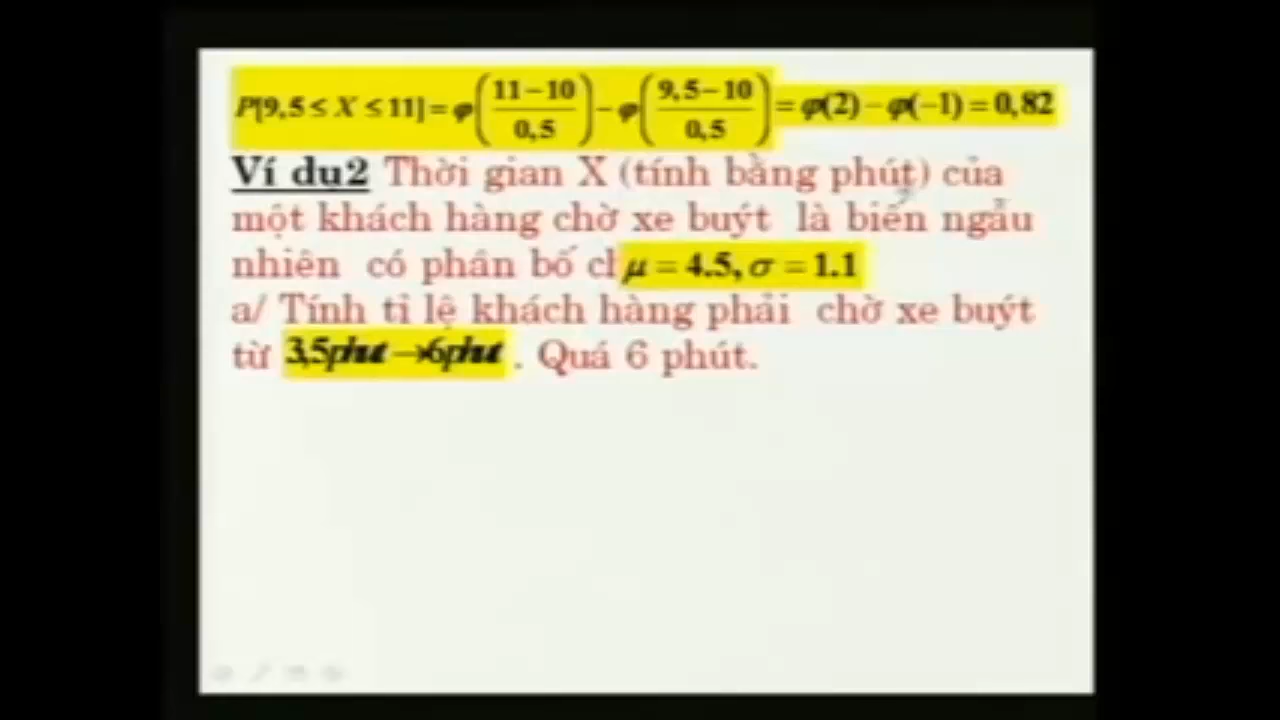 P[9,5 ≤ X ≤ 11] = φ((11 − 10)/0,5) − φ((9,5 − 10)/0,5) = φ(2) − φ(−1) = 0,82
Ví dụ2 Thời gian X (tính bằng phút) của
một khách hàng chờ xe buýt là biến ngẫu
nhiên có phân bố cl μ = 4.5, σ = 1.1
a/ Tính tỉ lệ khách hàng phải chờ xe buýt
từ 3,5phut → 6phut . Quá 6 phút.